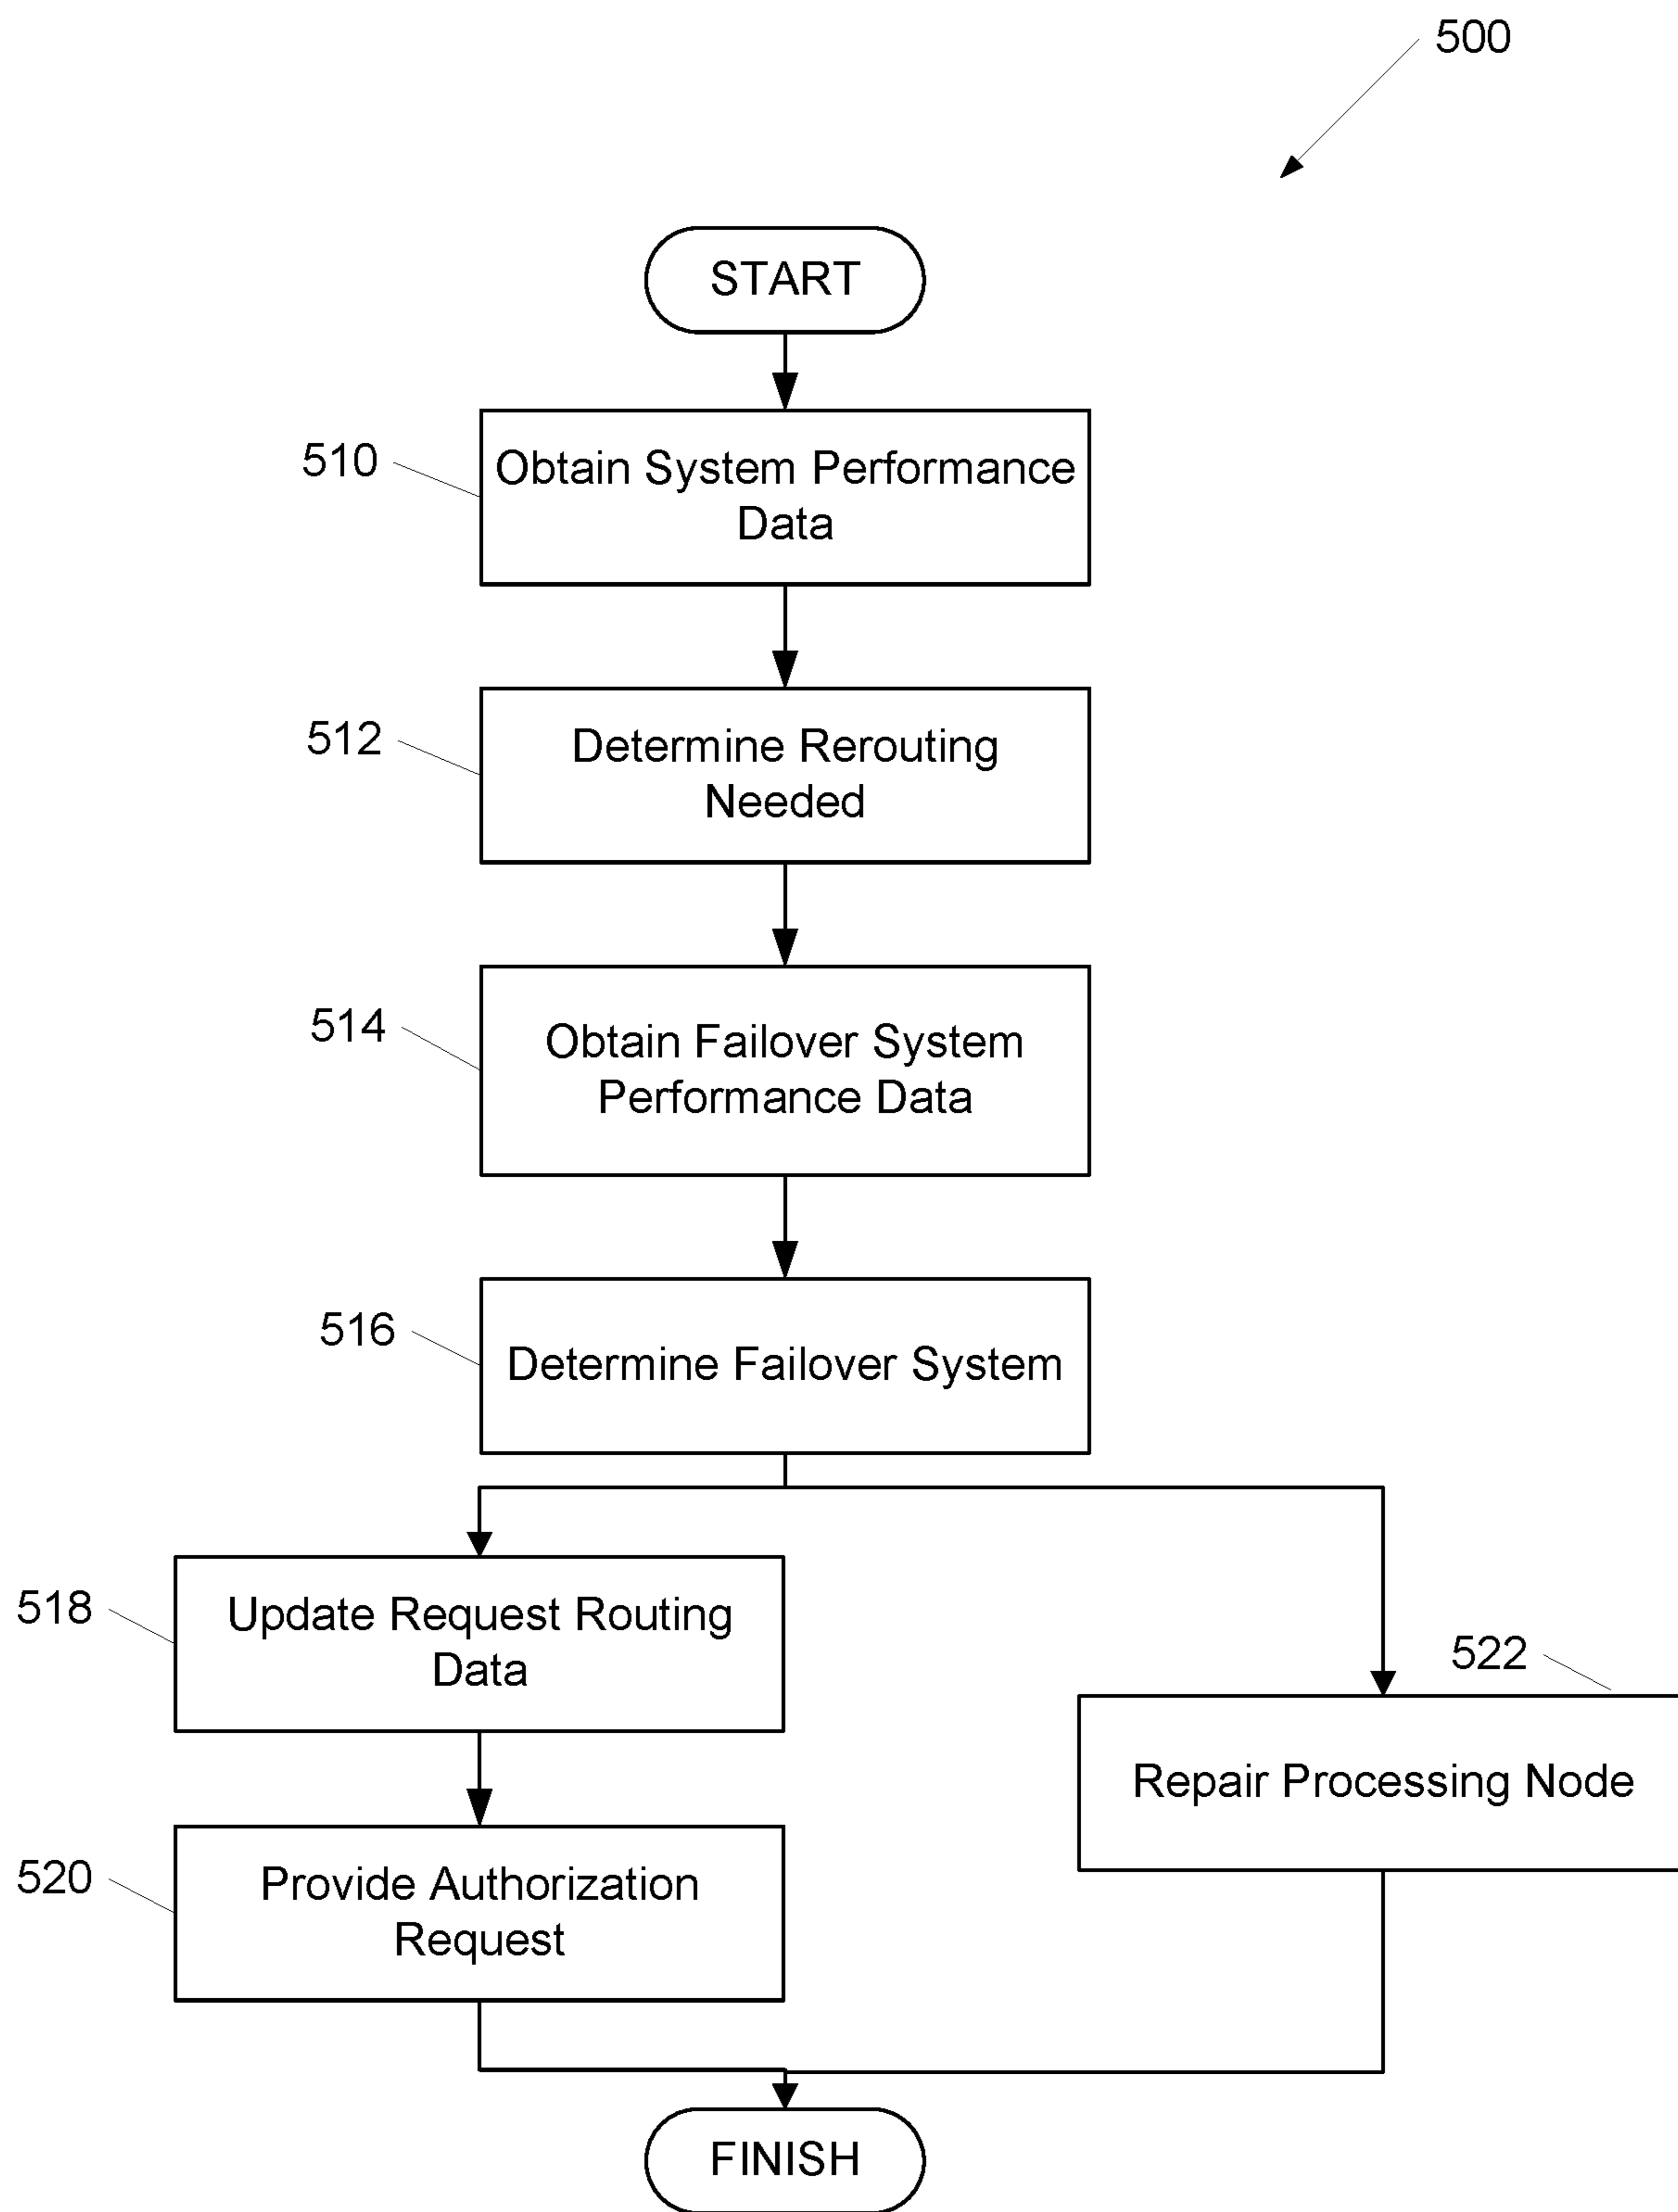 500
START
510
Obtain System Performance
Data
512
Determine Rerouting
Needed
514
Obtain Failover System
Performance Data
516
Determine Failover System
518
Update Request Routing
Data
522
Repair Processing Node
520
Provide Authorization
Request
FINISH